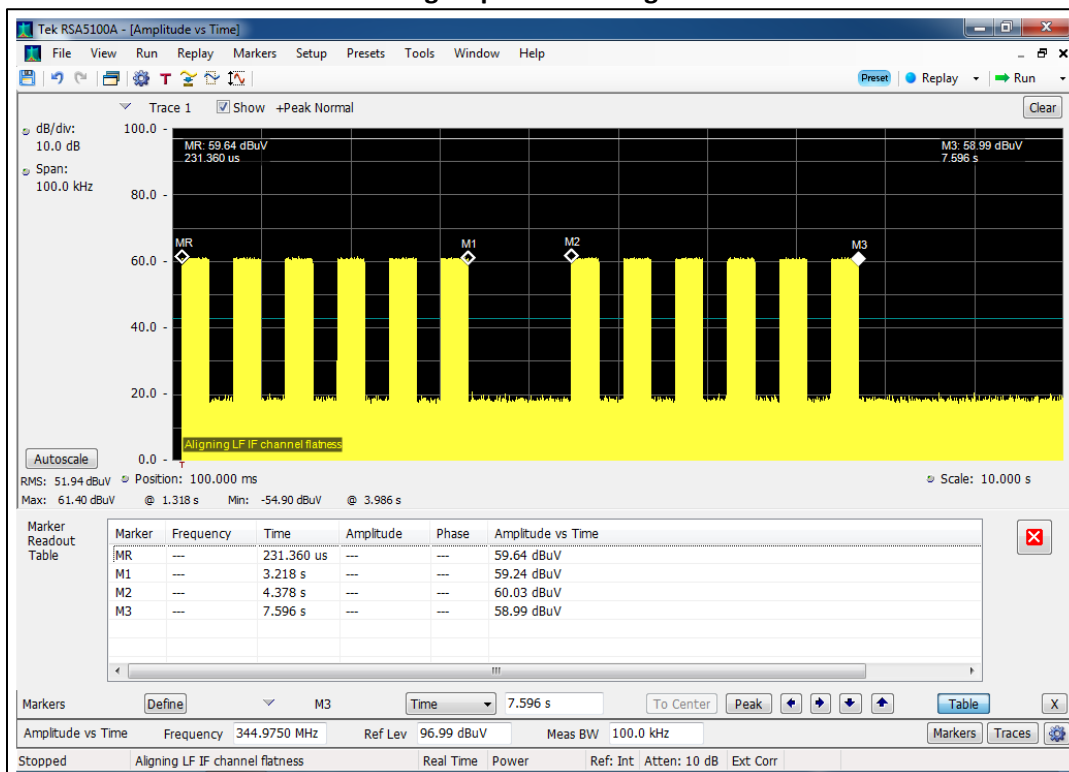 Tek RSA5100A - [Amplitude vs Time]
File View Run Replay Markers Setup Presets Tools Window Help
T Preset Replay Run
Trace 1 Show +Peak Normal Clear
dB/div:
10.0 dB
Span:
100.0 kHz
100.0
80.0
60.0
40.0
20.0
0.0
MR: 59.64 dBuV
231.360 us
M3: 58.99 dBuV
7.596 s
MR M1 M2 M3
Aligning LF IF channel flatness
Autoscale
T
RMS: 51.94 dBuV Position: 100.000 ms Scale: 10.000 s
Max: 61.40 dBuV @ 1.318 s Min: -54.90 dBuV @ 3.986 s
Marker
Readout
Table
Marker Frequency Time Amplitude Phase Amplitude vs Time
MR --- 231.360 us --- --- 59.64 dBuV
M1 --- 3.218 s --- --- 59.24 dBuV
M2 --- 4.378 s --- --- 60.03 dBuV
M3 --- 7.596 s --- --- 58.99 dBuV
Markers Define M3 Time 7.596 s To Center Peak Table X
Amplitude vs Time Frequency 344.9750 MHz Ref Lev 96.99 dBuV Meas BW 100.0 kHz Markers Traces
Stopped Aligning LF IF channel flatness Real Time Power Ref: Int Atten: 10 dB Ext Corr